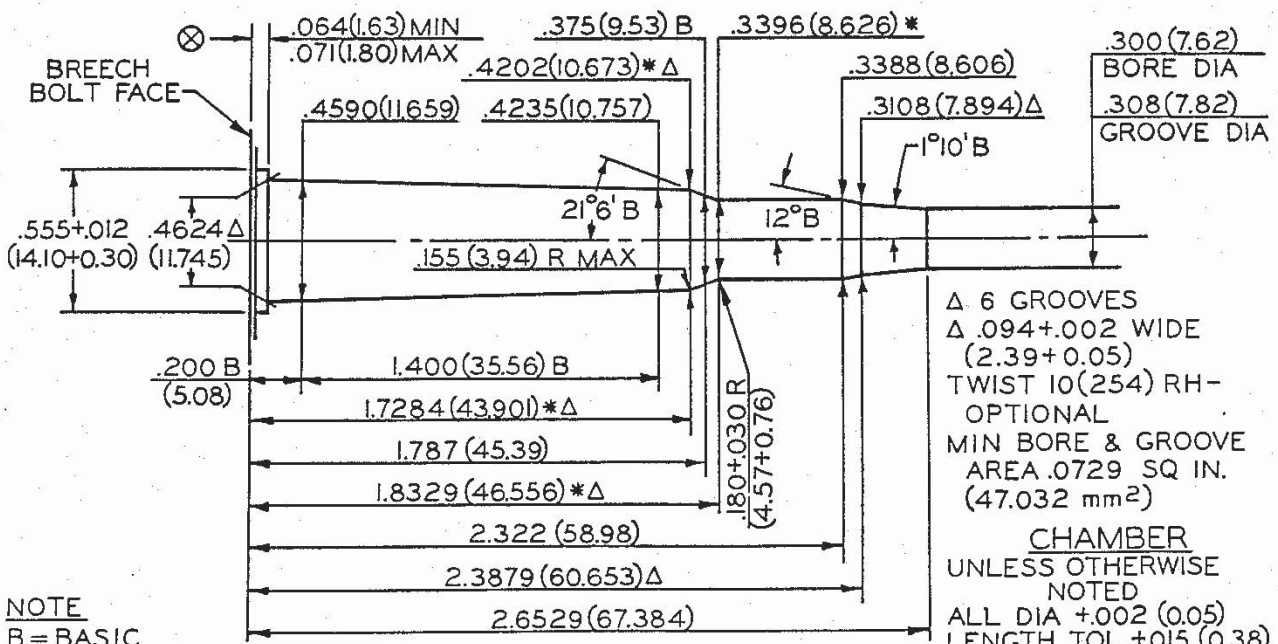 ⊗ .064(1.63) MIN
.071(1.80) MAX
.375(9.53) B
.3396(8.626)*
.300(7.62)
BORE DIA
BREECH
BOLT FACE
.4202(10.673)*Δ
.3388(8.606)
.4590(11.659)
.4235(10.757)
.3108(7.894)Δ
.308(7.82)
GROOVE DIA
1°10' B
21°6' B
12°B
.555+.012
(14.10+0.30)
.4624Δ
(11.745)
.155 (3.94) R MAX
Δ 6 GROOVES
Δ .094+.002 WIDE
(2.39+0.05)
TWIST 10(254) RH-
OPTIONAL
MIN BORE & GROOVE
AREA .0729 SQ IN.
(47.032 mm²)
.200 B
(5.08)
1.400(35.56) B
1.7284(43.901)*Δ
1.787(45.39)
.180+.030 R
(4.57+0.76)
1.8329(46.556)*Δ
2.322 (58.98)
2.3879(60.653)Δ
2.6529(67.384)
CHAMBER
UNLESS OTHERWISE
NOTED
ALL DIA +.002 (0.05)
LENGTH TOL +.015 (0.38)
NOTE
B=BASIC